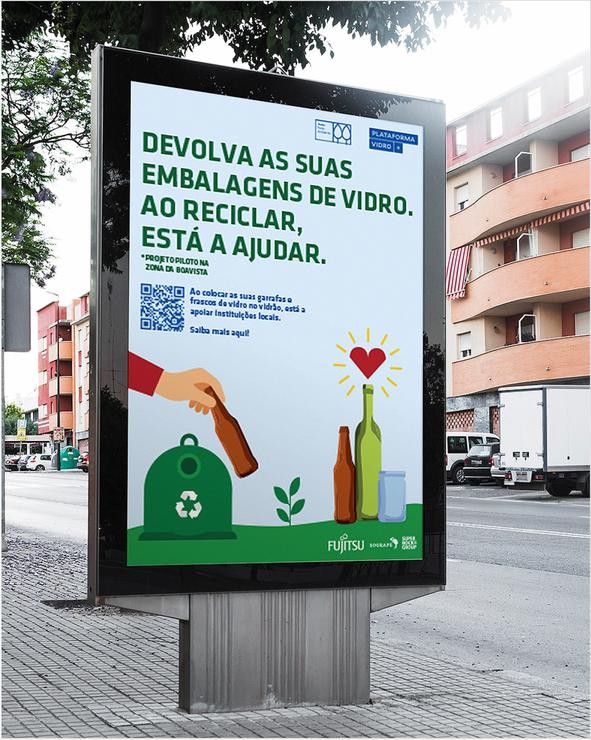 PLATAFORMA
VIDRO +
DEVOLVA AS SUAS
EMBALAGENS DE VIDRO.
AO RECICLAR,
ESTÁ A AJUDAR.
*PROJETO PILOTO NA
ZONA DA BOAVISTA
Ao colocar as suas garrafas e
frascos de vidro no vidrão, está a
apoiar instituições locais.
Saiba mais aqui!
FUJITSU
SOGRAPE
SUPER
BOCK
GROUP